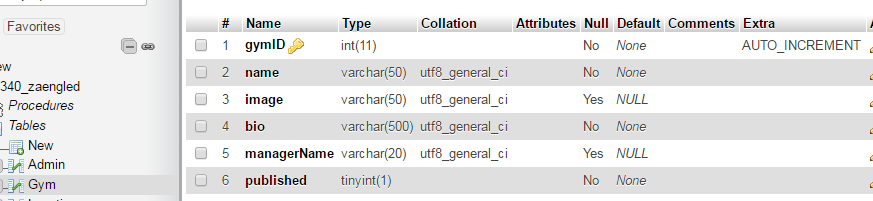 Favorites
ew
340_zaengled
Procedures
Tables
New
Admin
Gym
# Name Type Collation Attributes Null Default Comments Extra
1 gymID int(11) No None AUTO_INCREMENT
2 name varchar(50) utf8_general_ci No None
3 image varchar(50) utf8_general_ci Yes NULL
4 bio varchar(500) utf8_general_ci No None
5 managerName varchar(20) utf8_general_ci Yes NULL
6 published tinyint(1) No None